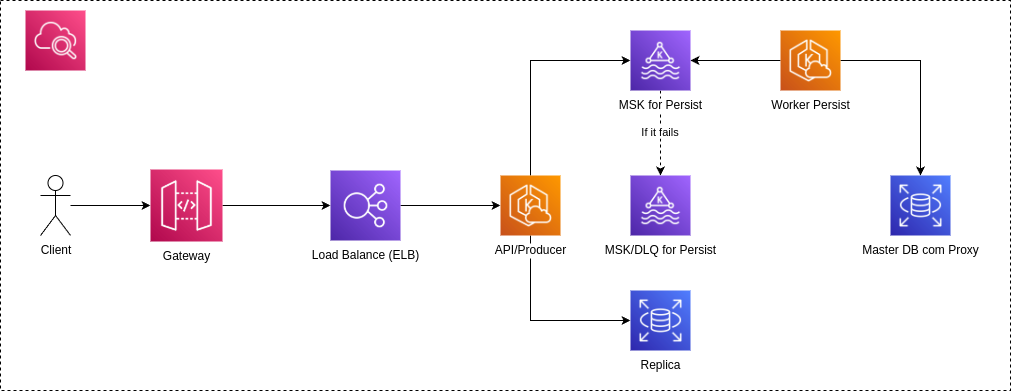 MSK for Persist
Worker Persist
If it fails
Client
Gateway
Load Balance (ELB)
API/Producer
MSK/DLQ for Persist
Master DB com Proxy
Replica